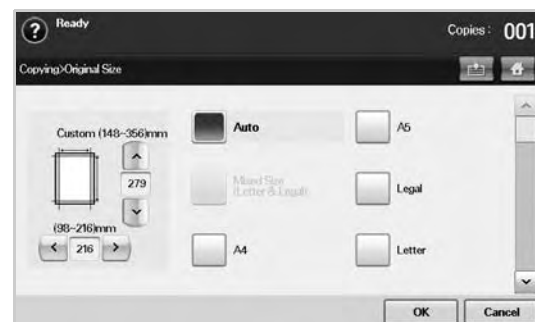 ? Ready
Copies : 001
Copying>Original Size
Custom (148~356)mm
279
(98~216)mm
216
Auto
A5
Mixed Size
(Letter & Legal)
Legal
A4
Letter
OK
Cancel